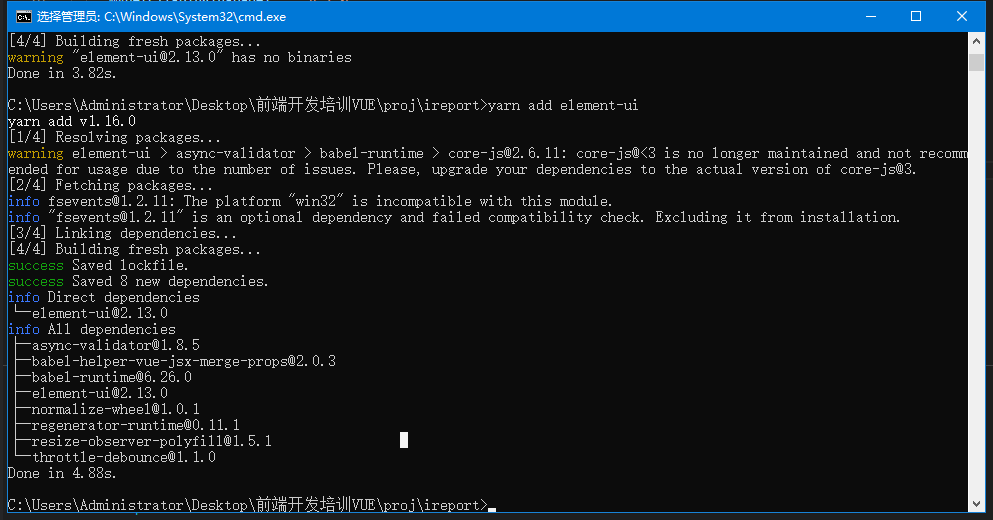 选择管理员: C:\Windows\System32\cmd.exe
[4/4] Building fresh packages...
warning "element-ui@2.13.0" has no binaries
Done in 3.82s.
C:\Users\Administrator\Desktop\前端开发培训VUE\proj\ireport>yarn add element-ui
yarn add v1.16.0
[1/4] Resolving packages...
warning element-ui > async-validator > babel-runtime > core-js@2.6.11: core-js@<3 is no longer maintained and not recomm
ended for usage due to the number of issues. Please, upgrade your dependencies to the actual version of core-js@3.
[2/4] Fetching packages...
info fsevents@1.2.11: The platform "win32" is incompatible with this module.
info "fsevents@1.2.11" is an optional dependency and failed compatibility check. Excluding it from installation.
[3/4] Linking dependencies...
[4/4] Building fresh packages...
success Saved lockfile.
success Saved 8 new dependencies.
info Direct dependencies
└─element-ui@2.13.0
info All dependencies
├─async-validator@1.8.5
├─babel-helper-vue-jsx-merge-props@2.0.3
├─babel-runtime@6.26.0
├─element-ui@2.13.0
├─normalize-wheel@1.0.1
├─regenerator-runtime@0.11.1
├─resize-observer-polyfill@1.5.1
└─throttle-debounce@1.1.0
Done in 4.88s.
C:\Users\Administrator\Desktop\前端开发培训VUE\proj\ireport>